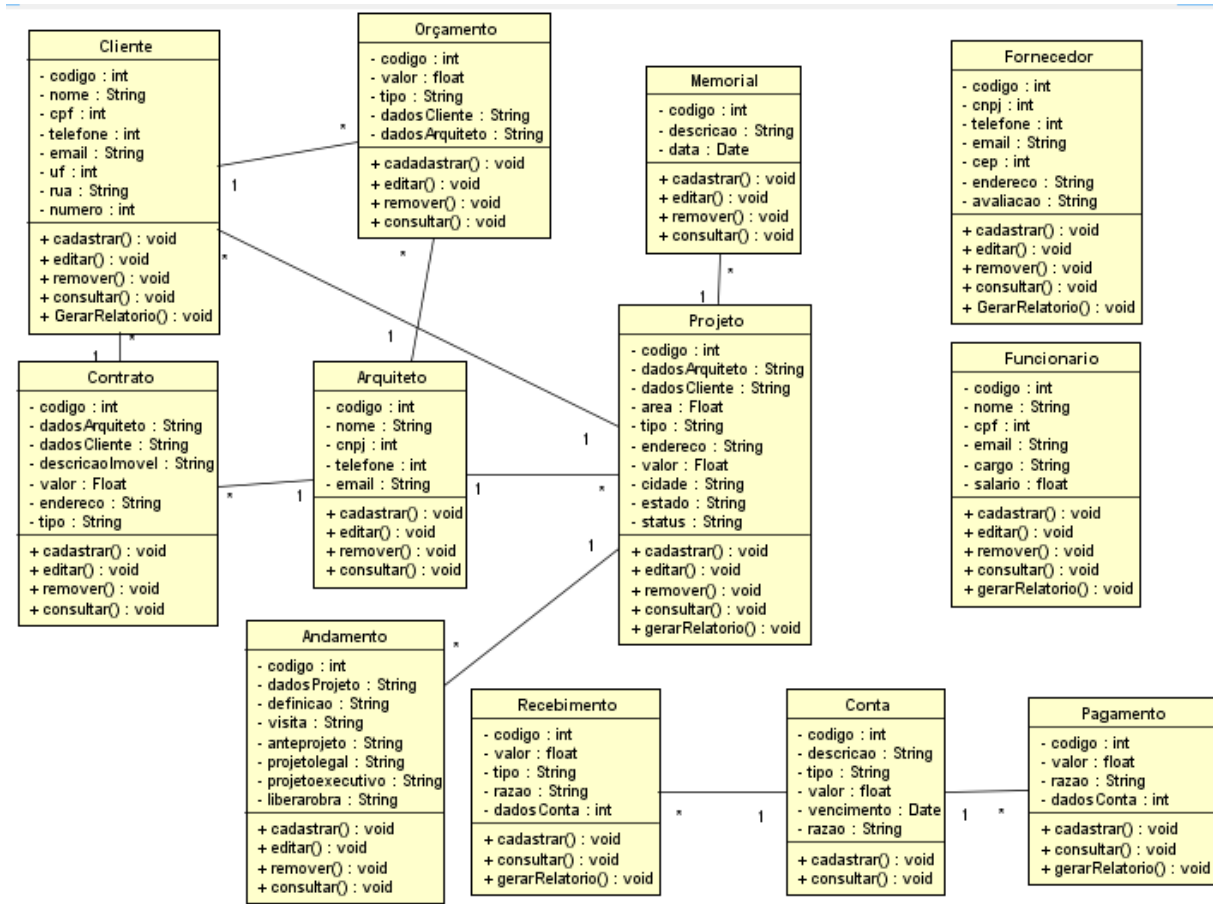 Cliente
- codigo : int
- nome : String
- cpf : int
- telefone : int
- email : String
- uf : int
- rua : String
- numero : int
+ cadastrar() : void
+ editar() : void
+ remover() : void
+ consultar() : void
+ GerarRelatorio() : void
1
*
*
1
Orçamento
- codigo : int
- valor : float
- tipo : String
- dadosCliente : String
- dadosArquiteto : String
+ cadadastrar() : void
+ editar() : void
+ remover() : void
+ consultar() : void
*
*
1
Memorial
- codigo : int
- descricao : String
- data : Date
+ cadastrar() : void
+ editar() : void
+ remover() : void
+ consultar() : void
*
1
Fornecedor
- codigo : int
- cnpj : int
- telefone : int
- email : String
- cep : int
- endereco : String
- avaliacao : String
+ cadastrar() : void
+ editar() : void
+ remover() : void
+ consultar() : void
+ GerarRelatorio() : void
Contrato
- codigo : int
- dadosArquiteto : String
- dadosCliente : String
- descricaoImovel : String
- valor : Float
- endereco : String
- tipo : String
+ cadastrar() : void
+ editar() : void
+ remover() : void
+ consultar() : void
*
1
Arquiteto
- codigo : int
- nome : String
- cnpj : int
- telefone : int
- email : String
+ cadastrar() : void
+ editar() : void
+ remover() : void
+ consultar() : void
1
*
1
1
Projeto
- codigo : int
- dadosArquiteto : String
- dadosCliente : String
- area : Float
- tipo : String
- endereco : String
- valor : Float
- cidade : String
- estado : String
- status : String
+ cadastrar() : void
+ editar() : void
+ remover() : void
+ consultar() : void
+ gerarRelatorio() : void
Funcionario
- codigo : int
- nome : String
- cpf : int
- email : String
- cargo : String
- salario : float
+ cadastrar() : void
+ editar() : void
+ remover() : void
+ consultar() : void
+ gerarRelatorio() : void
Andamento
- codigo : int
- dadosProjeto : String
- definicao : String
- visita : String
- anteprojeto : String
- projetolegal : String
- projetoexecutivo : String
- liberarobra : String
+ cadastrar() : void
+ editar() : void
+ remover() : void
+ consultar() : void
*
Recebimento
- codigo : int
- valor : float
- tipo : String
- razao : String
- dadosConta : int
+ cadastrar() : void
+ consultar() : void
+ gerarRelatorio() : void
*
1
Conta
- codigo : int
- descricao : String
- tipo : String
- valor : float
- vencimento : Date
- razao : String
+ cadastrar() : void
+ consultar() : void
1
*
Pagamento
- codigo : int
- valor : float
- razao : String
- dadosConta : int
+ cadastrar() : void
+ consultar() : void
+ gerarRelatorio() : void